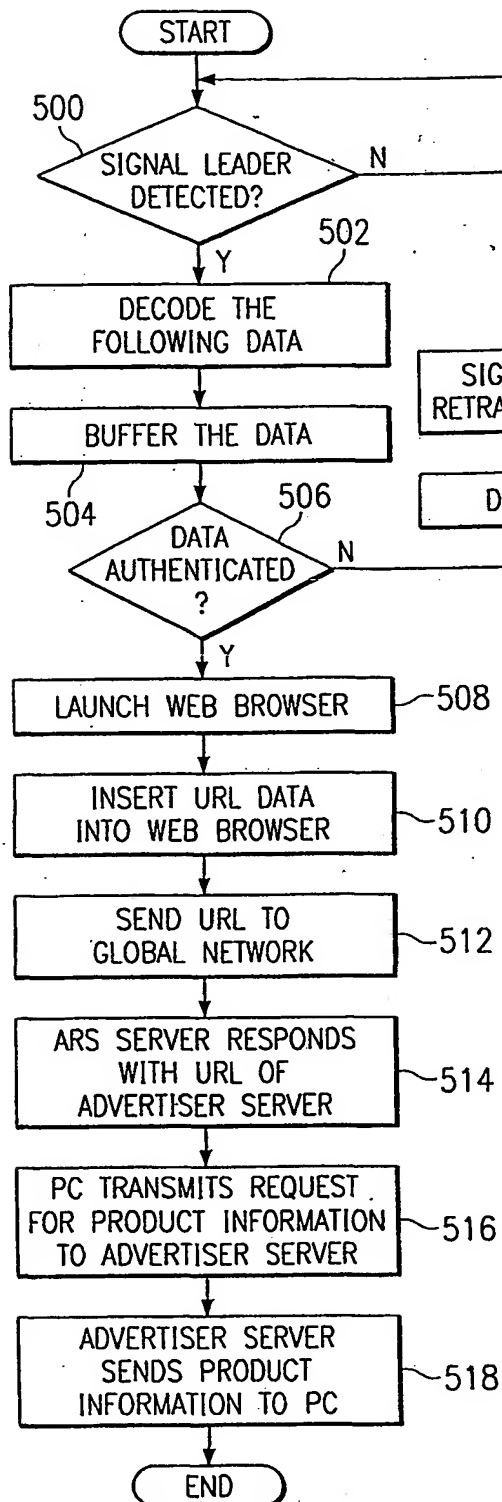 START
500
SIGNAL LEADER
DETECTED?
N
Y
502
DECODE THE
FOLLOWING DATA
BUFFER THE DATA
504
506
DATA
AUTHENTICATED
?
N
Y
LAUNCH WEB BROWSER
508
INSERT URL DATA
INTO WEB BROWSER
510
SEND URL TO
GLOBAL NETWORK
512
ARS SERVER RESPONDS
WITH URL OF
ADVERTISER SERVER
514
PC TRANSMITS REQUEST
FOR PRODUCT INFORMATION
TO ADVERTISER SERVER
516
ADVERTISER SERVER
SENDS PRODUCT
INFORMATION TO PC
518
END
SIG
RETRA
D